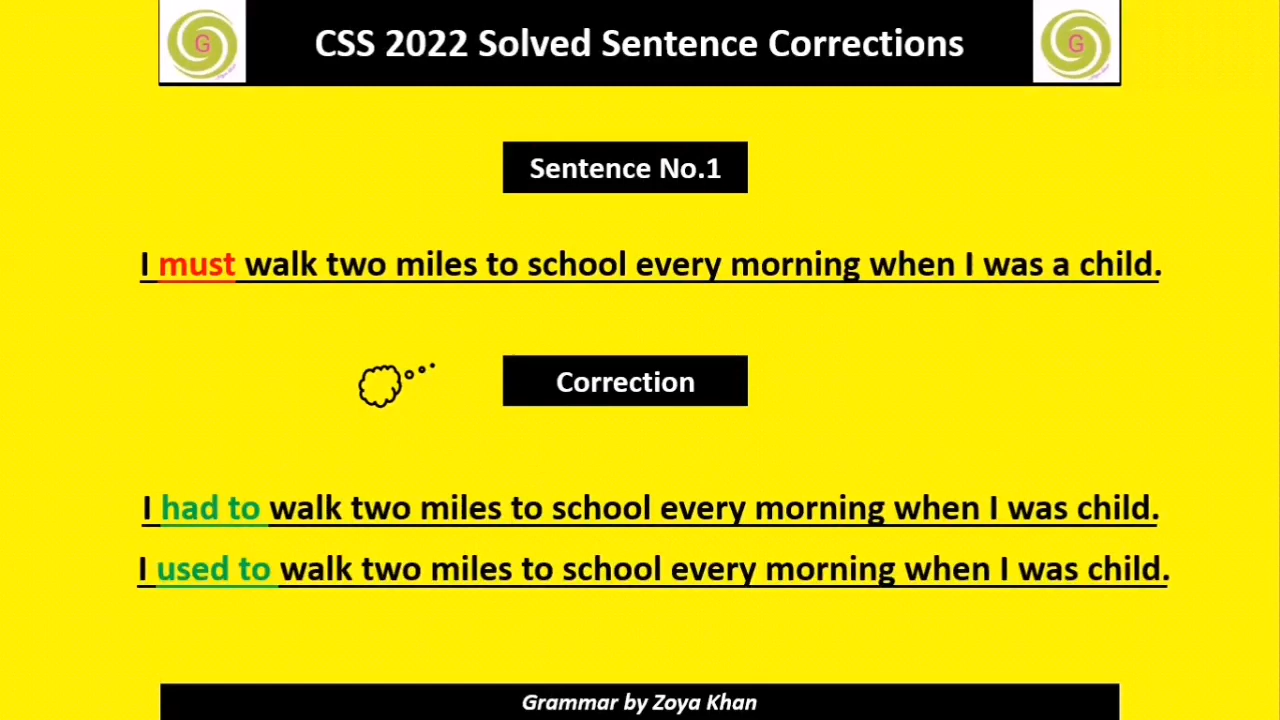 G
CSS 2022 Solved Sentence Corrections
G
Sentence No.1
I must walk two miles to school every morning when I was a child.
Correction
I had to walk two miles to school every morning when I was child.
I used to walk two miles to school every morning when I was child.
Grammar by Zoya Khan